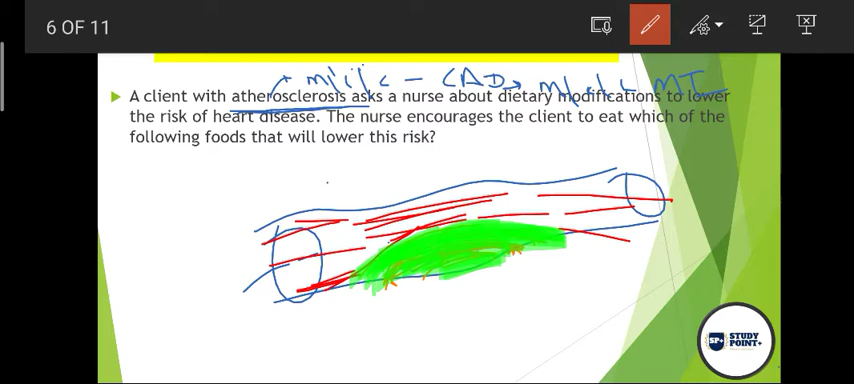 6 OF 11
m/i/c - CAD → m/c/c MI
A client with atherosclerosis asks a nurse about dietary modifications to lower
the risk of heart disease. The nurse encourages the client to eat which of the
following foods that will lower this risk?
SP+ STUDY
POINT+